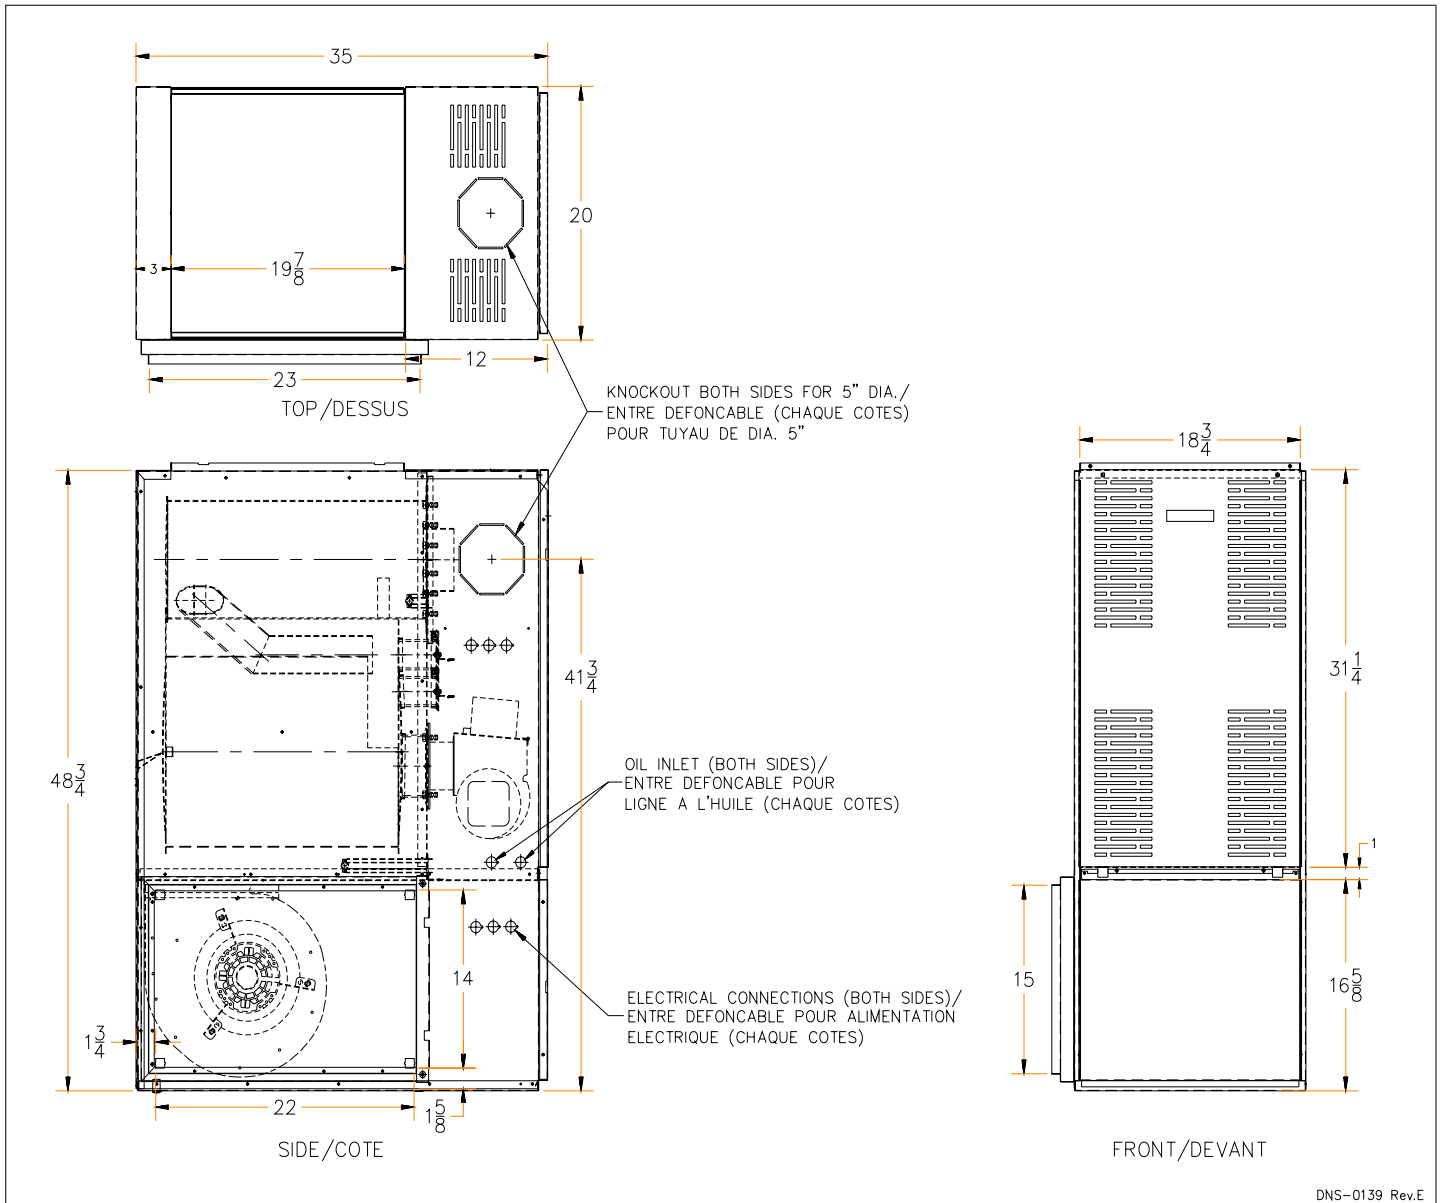 35
20
3
19 7/8
12
23
TOP/DESSUS
KNOCKOUT BOTH SIDES FOR 5" DIA./
ENTRE DEFONCABLE (CHAQUE COTES)
POUR TUYAU DE DIA. 5"
18 3/4
31 1/4
41 3/4
48 3/4
OIL INLET (BOTH SIDES)/
ENTRE DEFONCABLE POUR
LIGNE A L'HUILE (CHAQUE COTES)
1
14
15
16 5/8
ELECTRICAL CONNECTIONS (BOTH SIDES)/
ENTRE DEFONCABLE POUR ALIMENTATION
ELECTRIQUE (CHAQUE COTES)
1 3/4
22
1 5/8
SIDE/COTE
FRONT/DEVANT
DNS-0139 Rev.E